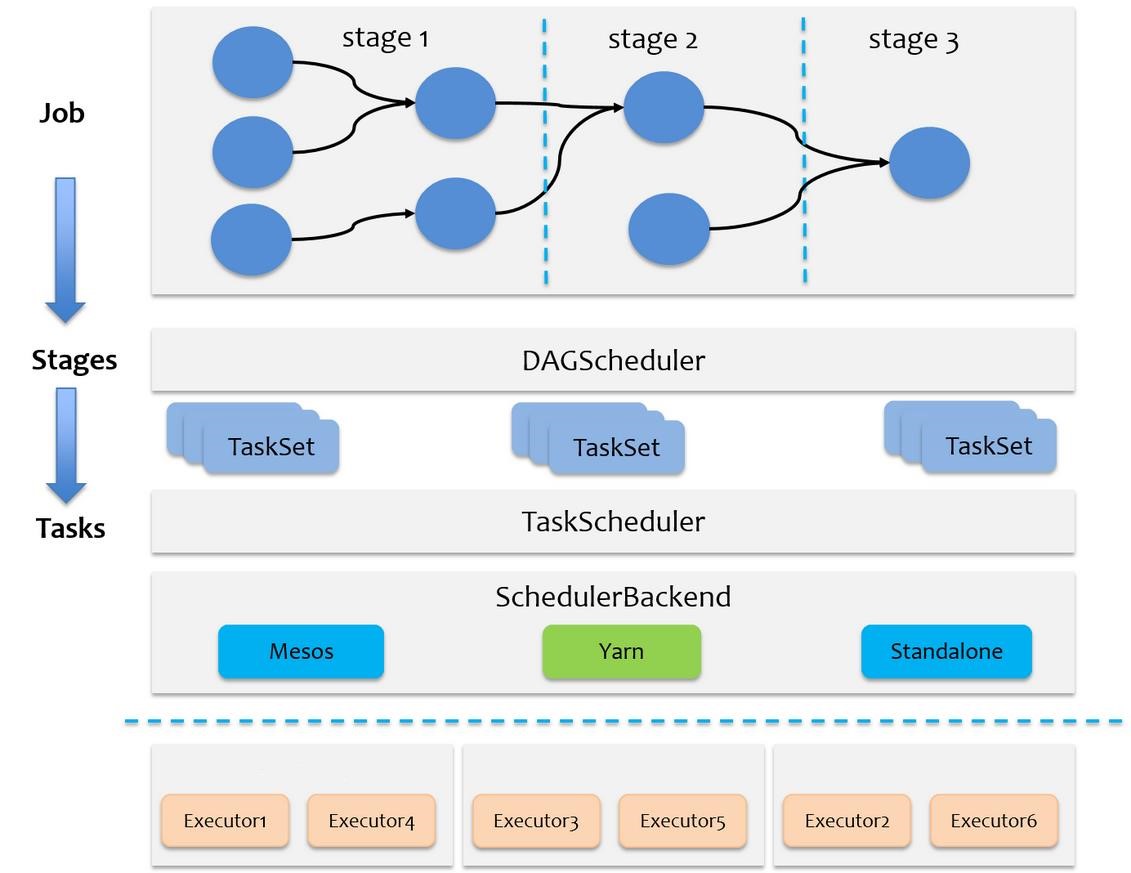 stage 1
stage 2
stage 3
Job
Stages
DAGScheduler
TaskSet
TaskSet
TaskSet
Tasks
TaskScheduler
SchedulerBackend
Mesos
Yarn
Standalone
Executor1
Executor4
Executor3
Executor5
Executor2
Executor6